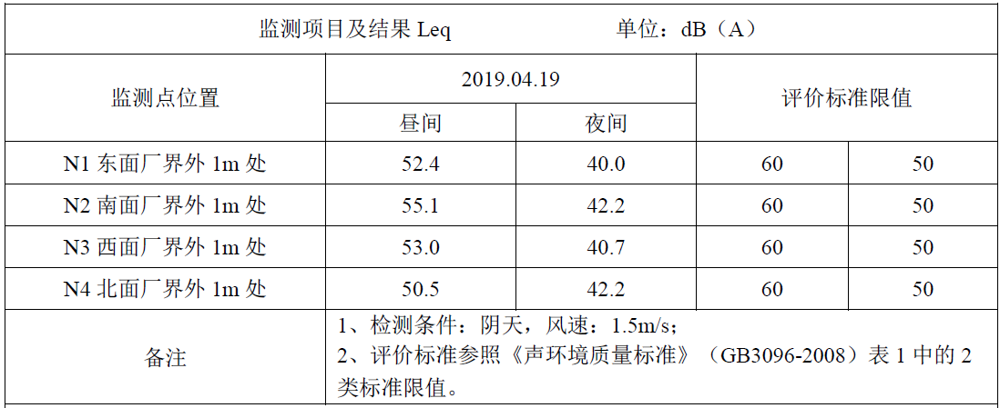 监测项目及结果 Leq 单位：dB（A）
监测点位置
2019.04.19
评价标准限值
昼间 夜间
N1 东面厂界外 1m 处 52.4 40.0 60 50
N2 南面厂界外 1m 处 55.1 42.2 60 50
N3 西面厂界外 1m 处 53.0 40.7 60 50
N4 北面厂界外 1m 处 50.5 42.2 60 50
备注
1、检测条件：阴天，风速：1.5m/s；
2、评价标准参照《声环境质量标准》（GB3096-2008）表 1 中的 2
类标准限值。